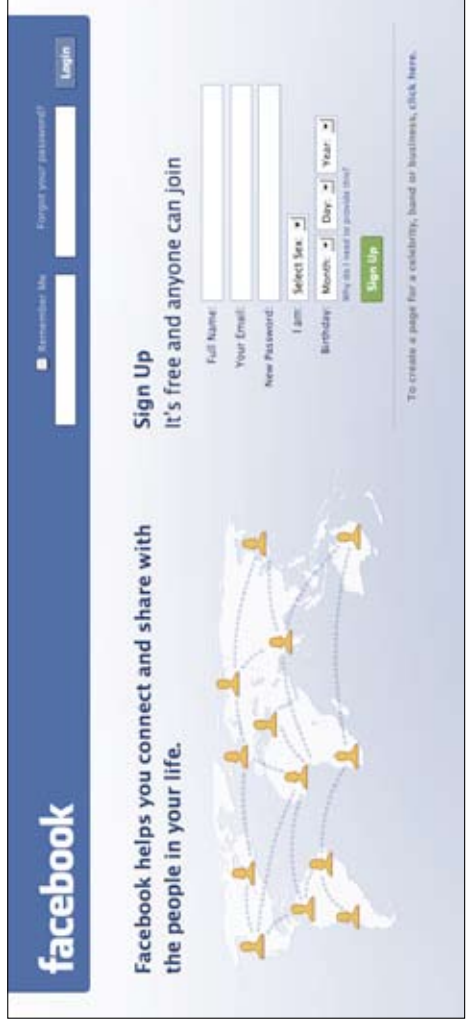 facebook
Remember Me
Forgot your password?
Login
Facebook helps you connect and share with
the people in your life.
Sign Up
It's free and anyone can join
Full Name:
Your Email:
New Password:
I am: Select Sex:
Birthday: Month: Day: Year:
Why do I need to provide this?
Sign Up
To create a page for a celebrity, band or business, click here.